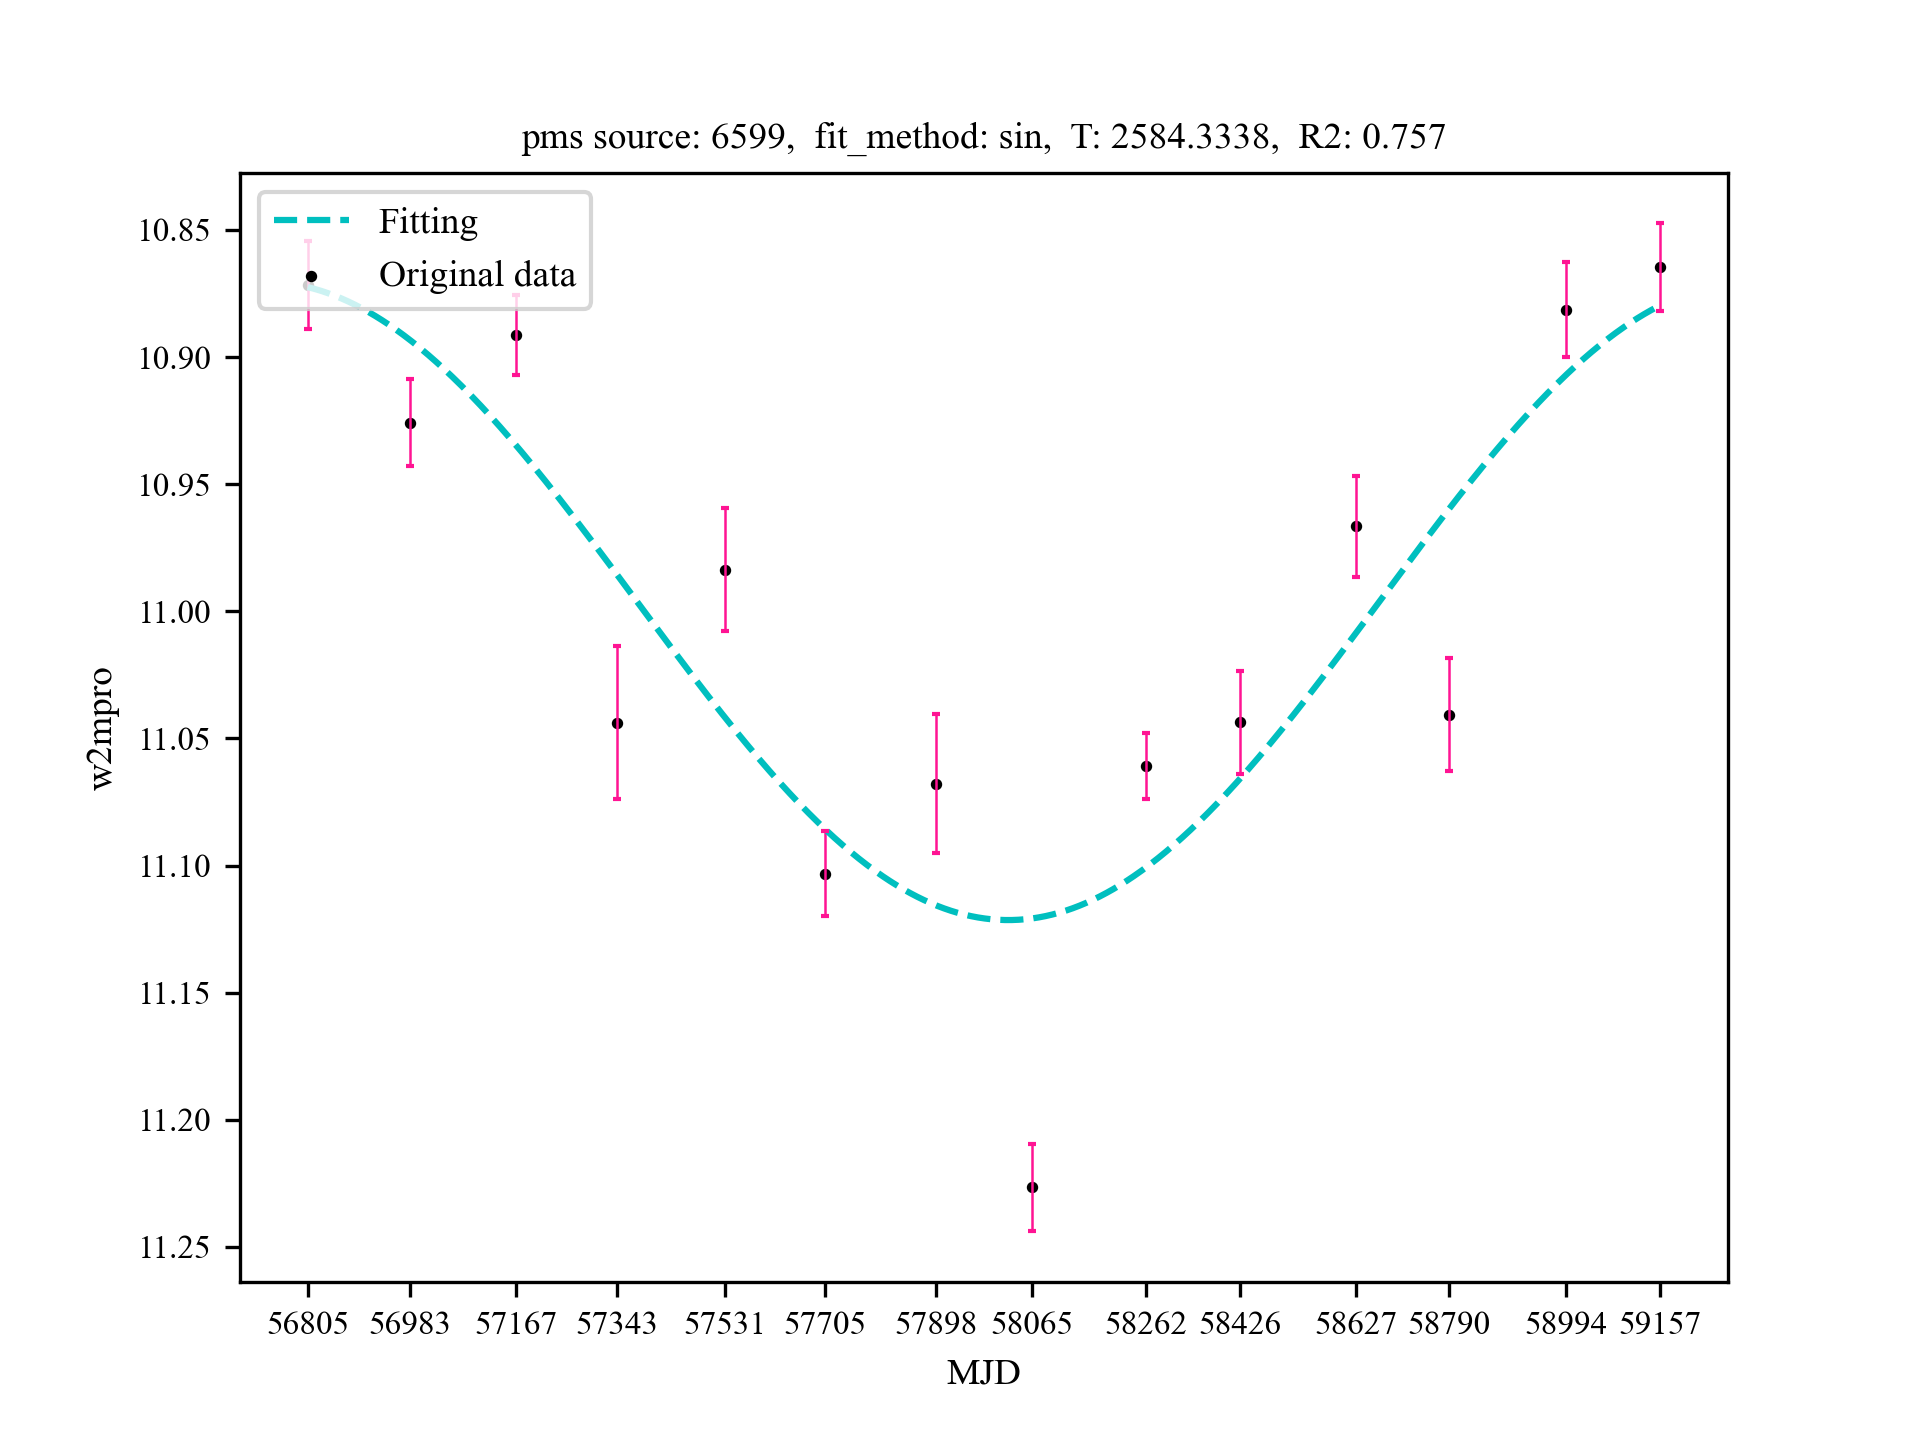 pms source: 6599, fit_method: sin, T: 2584.3338, R2: 0.757
Fitting
Original data
10.85
10.90
10.95
11.00
11.05
11.10
11.15
11.20
11.25
w2mpro
56805 56983 57167 57343 57531 57705 57898 58065 58262 58426 58627 58790 58994 59157
MJD